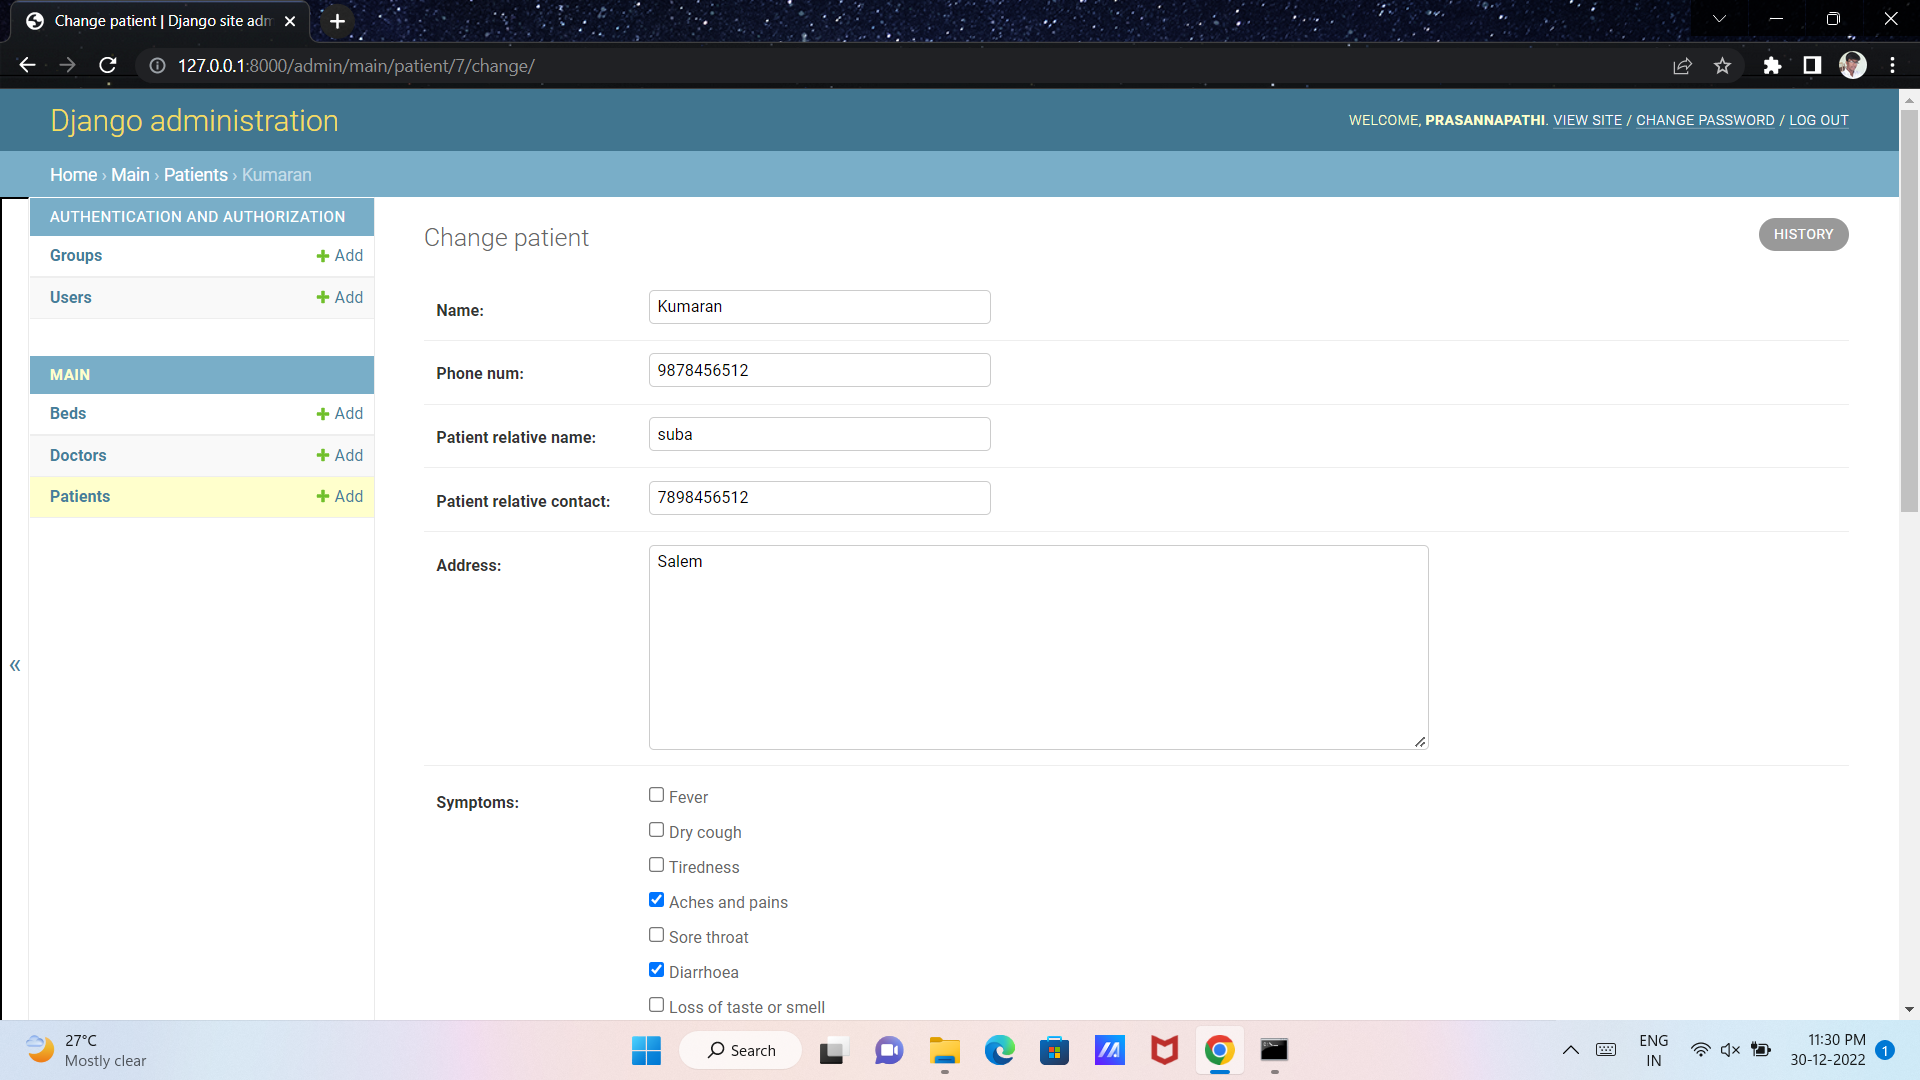 Change patient | Django site adm
127.0.0.1:8000/admin/main/patient/7/change/
Django administration
WELCOME, PRASANNAPATHI. VIEW SITE / CHANGE PASSWORD / LOG OUT
Home › Main › Patients › Kumaran
AUTHENTICATION AND AUTHORIZATION
Groups + Add
Users + Add
MAIN
Beds + Add
Doctors + Add
Patients + Add
«
Change patient
HISTORY
Name: Kumaran
Phone num: 9878456512
Patient relative name: suba
Patient relative contact: 7898456512
Address: Salem
Symptoms:
Fever
Dry cough
Tiredness
Aches and pains
Sore throat
Diarrhoea
Loss of taste or smell
27°C
Mostly clear
Search
ENG
IN
11:30 PM
30-12-2022
1